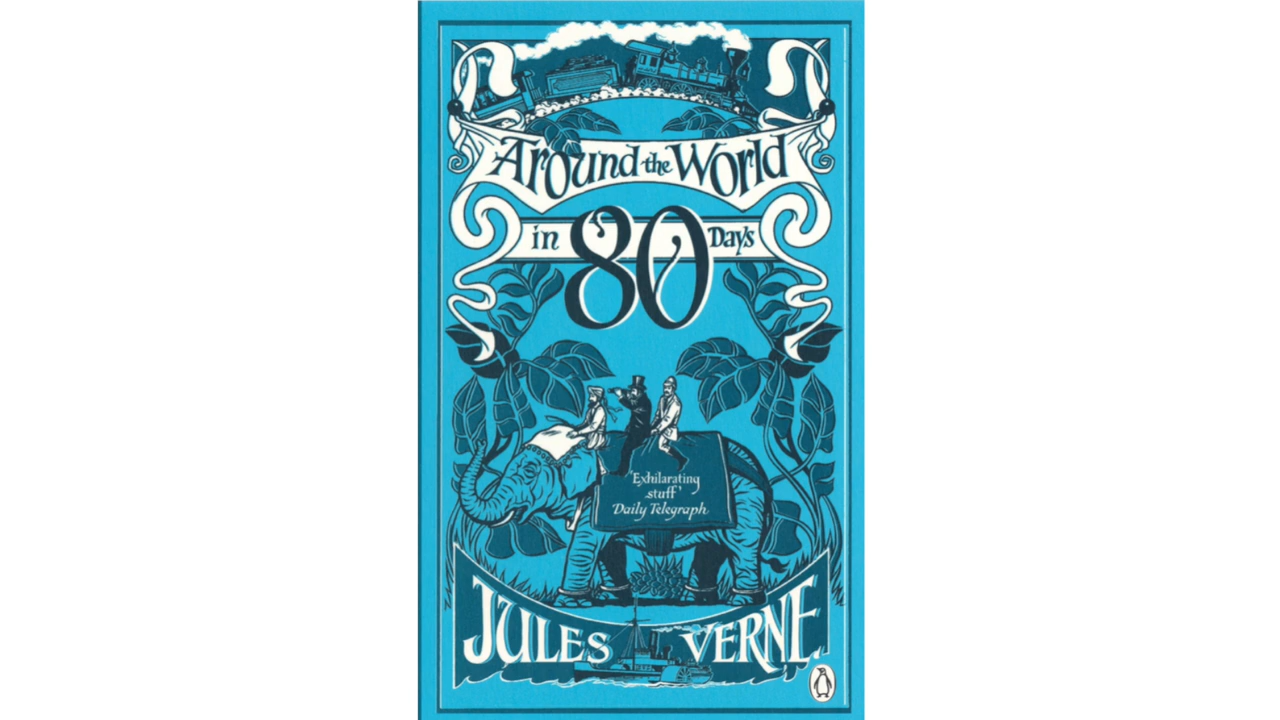 Around the World
in 80 Days
'Exhilarating
stuff'
Daily Telegraph
JULES VERNE